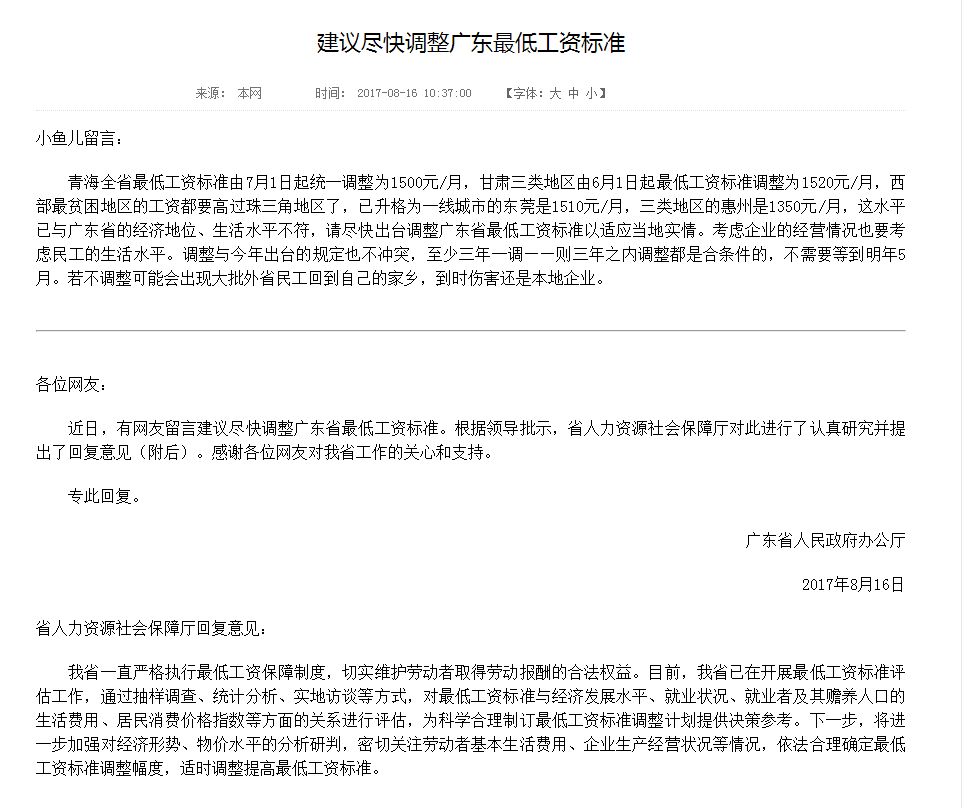 建议尽快调整广东最低工资标准
来源： 本网 时间： 2017-08-16 10:37:00 【字体：大 中 小】
小鱼儿留言：
青海全省最低工资标准由7月1日起统一调整为1500元/月，甘肃三类地区由6月1日起最低工资标准调整为1520元/月，西
部最贫困地区的工资都要高过珠三角地区了，已升格为一线城市的东莞是1510元/月，三类地区的惠州是1350元/月，这水平
已与广东省的经济地位、生活水平不符，请尽快出台调整广东省最低工资标准以适应当地实情。考虑企业的经营情况也要考
虑民工的生活水平。调整与今年出台的规定也不冲突，至少三年一调——则三年之内调整都是合条件的，不需要等到明年5
月。若不调整可能会出现大批外省民工回到自己的家乡，到时伤害还是本地企业。
各位网友：
近日，有网友留言建议尽快调整广东省最低工资标准。根据领导批示，省人力资源社会保障厅对此进行了认真研究并提
出了回复意见（附后）。感谢各位网友对我省工作的关心和支持。
专此回复。
广东省人民政府办公厅
2017年8月16日
省人力资源社会保障厅回复意见：
我省一直严格执行最低工资保障制度，切实维护劳动者取得劳动报酬的合法权益。目前，我省已在开展最低工资标准评
估工作，通过抽样调查、统计分析、实地访谈等方式，对最低工资标准与经济发展水平、就业状况、就业者及其赡养人口的
生活费用、居民消费价格指数等方面的关系进行评估，为科学合理制订最低工资标准调整计划提供决策参考。下一步，将进
一步加强对经济形势、物价水平的分析研判，密切关注劳动者基本生活费用、企业生产经营状况等情况，依法合理确定最低
工资标准调整幅度，适时调整提高最低工资标准。